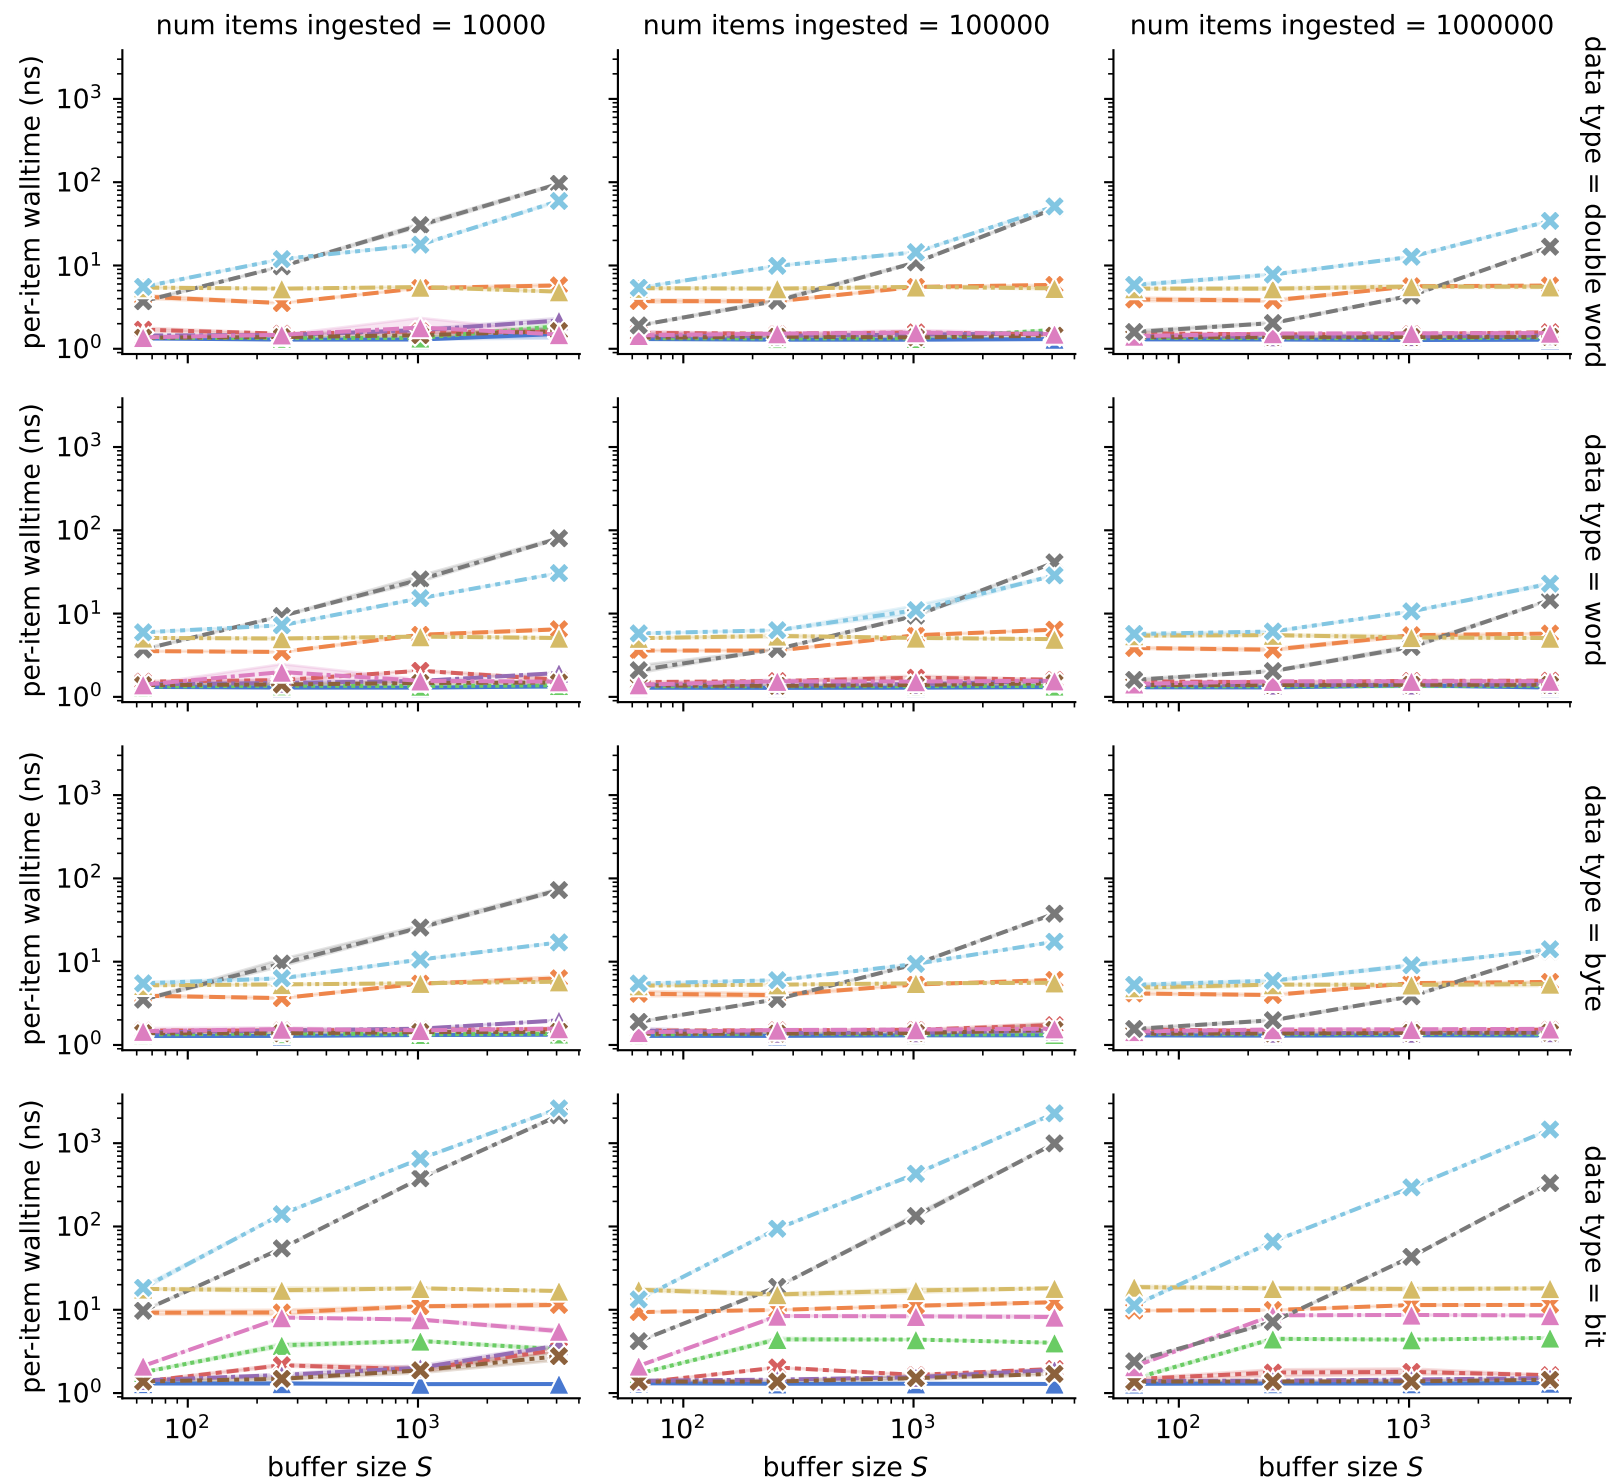 num items ingested = 10000
num items ingested = 100000
num items ingested = 1000000
per-item walltime (ns)
10³
10²
10¹
10⁰
data type = double word
per-item walltime (ns)
10³
10²
10¹
10⁰
data type = word
per-item walltime (ns)
10³
10²
10¹
10⁰
data type = byte
per-item walltime (ns)
10³
10²
10¹
10⁰
data type = bit
10² 10³
10² 10³
10² 10³
buffer size S
buffer size S
buffer size S